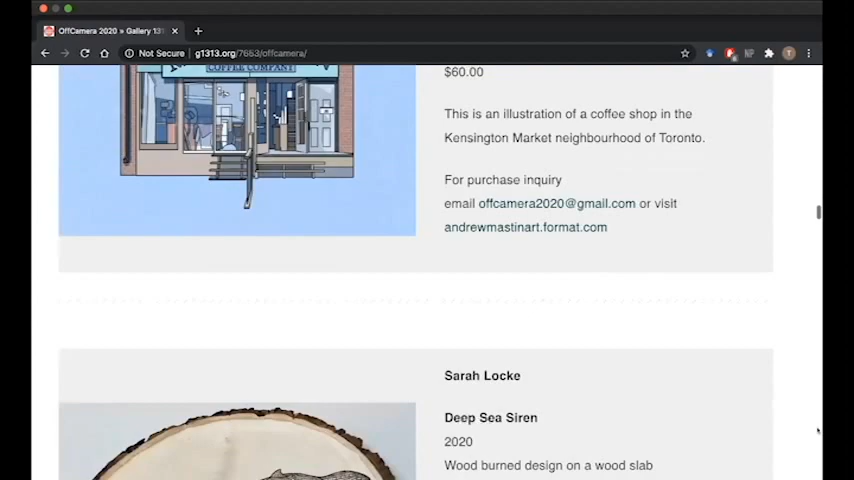 OffCamera 2020 » Gallery 131
Not Secure
g1313.org/7653/offcamera/
NP
T
COFFEE COMPANY
$60.00
This is an illustration of a coffee shop in the
Kensington Market neighbourhood of Toronto.
For purchase inquiry
email offcamera2020@gmail.com or visit
andrewmastinart.format.com
Sarah Locke
Deep Sea Siren
2020
Wood burned design on a wood slab